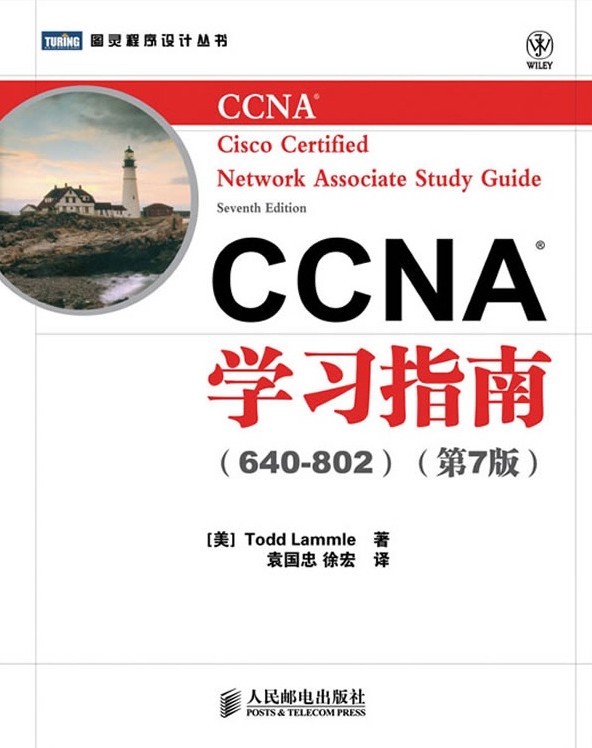 TURING 图灵程序设计丛书
WILEY
CCNA®
Cisco Certified
Network Associate Study Guide
Seventh Edition
CCNA®
学习指南
(640-802)(第7版)
[美] Todd Lammle 著
袁国忠 徐宏 译
人民邮电出版社
POSTS & TELECOM PRESS